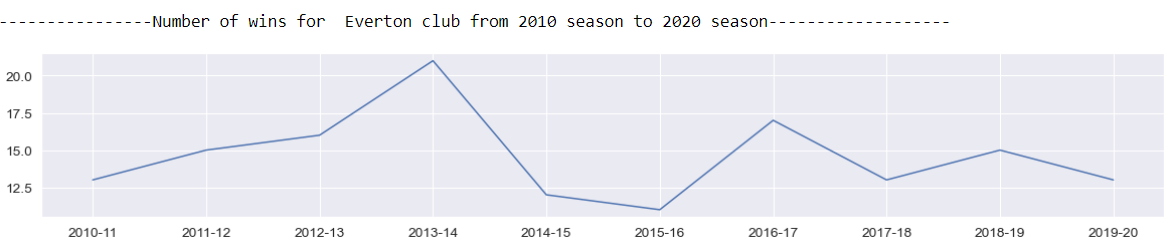 ----------------Number of wins for  Everton club from 2010 season to 2020 season-------------------
20.0
17.5
15.0
12.5
2010-11 2011-12 2012-13 2013-14 2014-15 2015-16 2016-17 2017-18 2018-19 2019-20